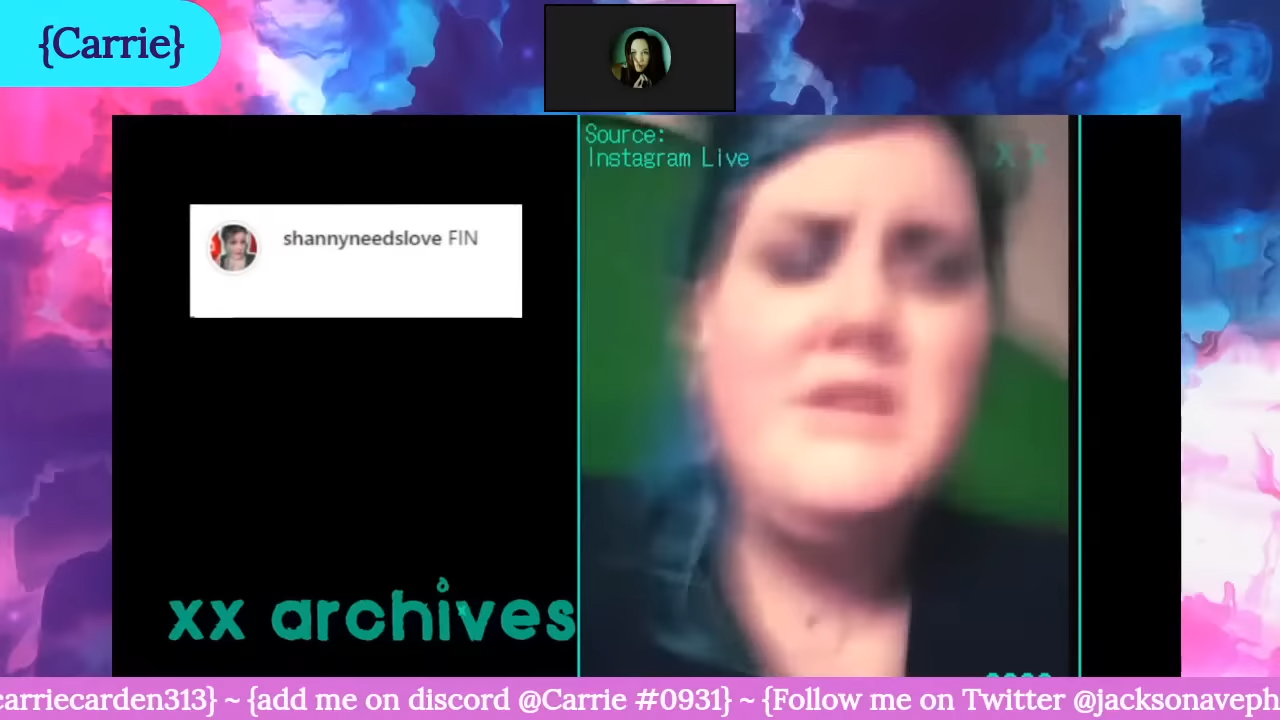 {Carrie}
Source:
Instagram Live
X X
shannyneedslove FIN
xx archives
carriecarden313} ~ {add me on discord @Carrie #0931} ~ {Follow me on Twitter @jacksonaveph